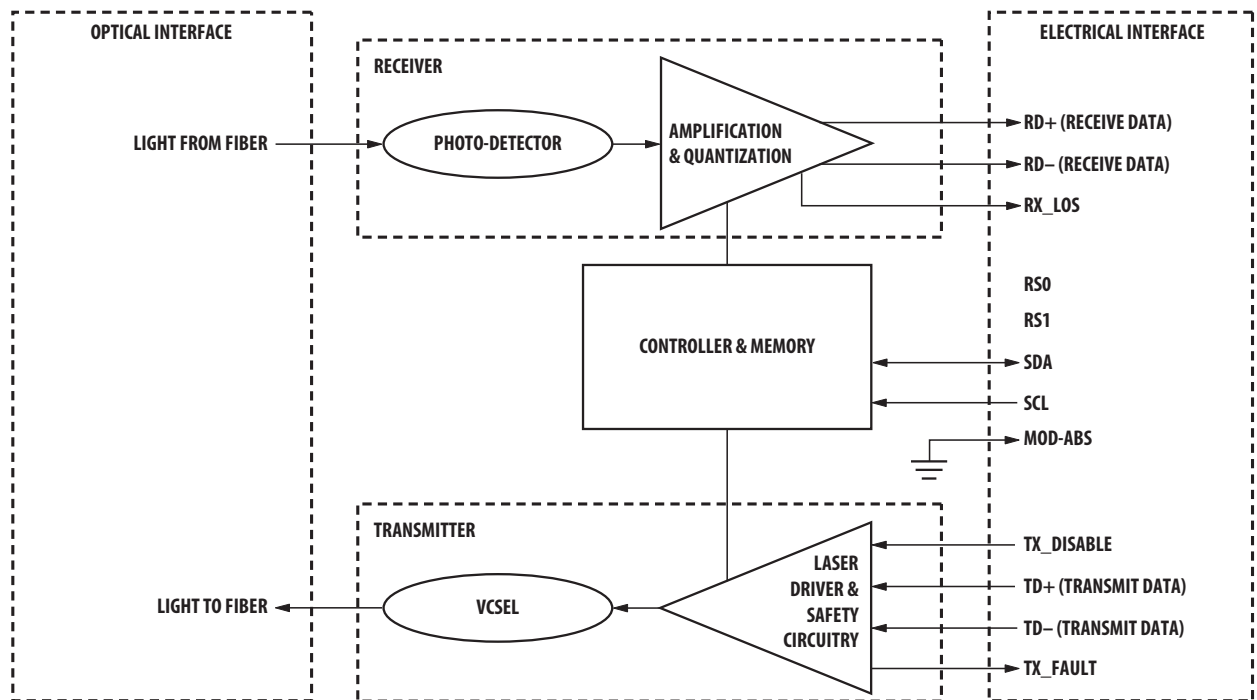 OPTICAL INTERFACE
ELECTRICAL INTERFACE
RECEIVER
LIGHT FROM FIBER
PHOTO-DETECTOR
AMPLIFICATION
& QUANTIZATION
RD+ (RECEIVE DATA)
RD– (RECEIVE DATA)
RX_LOS
RS0
RS1
CONTROLLER & MEMORY
SDA
SCL
MOD-ABS
TRANSMITTER
LIGHT TO FIBER
VCSEL
LASER
DRIVER &
SAFETY
CIRCUITRY
TX_DISABLE
TD+ (TRANSMIT DATA)
TD– (TRANSMIT DATA)
TX_FAULT